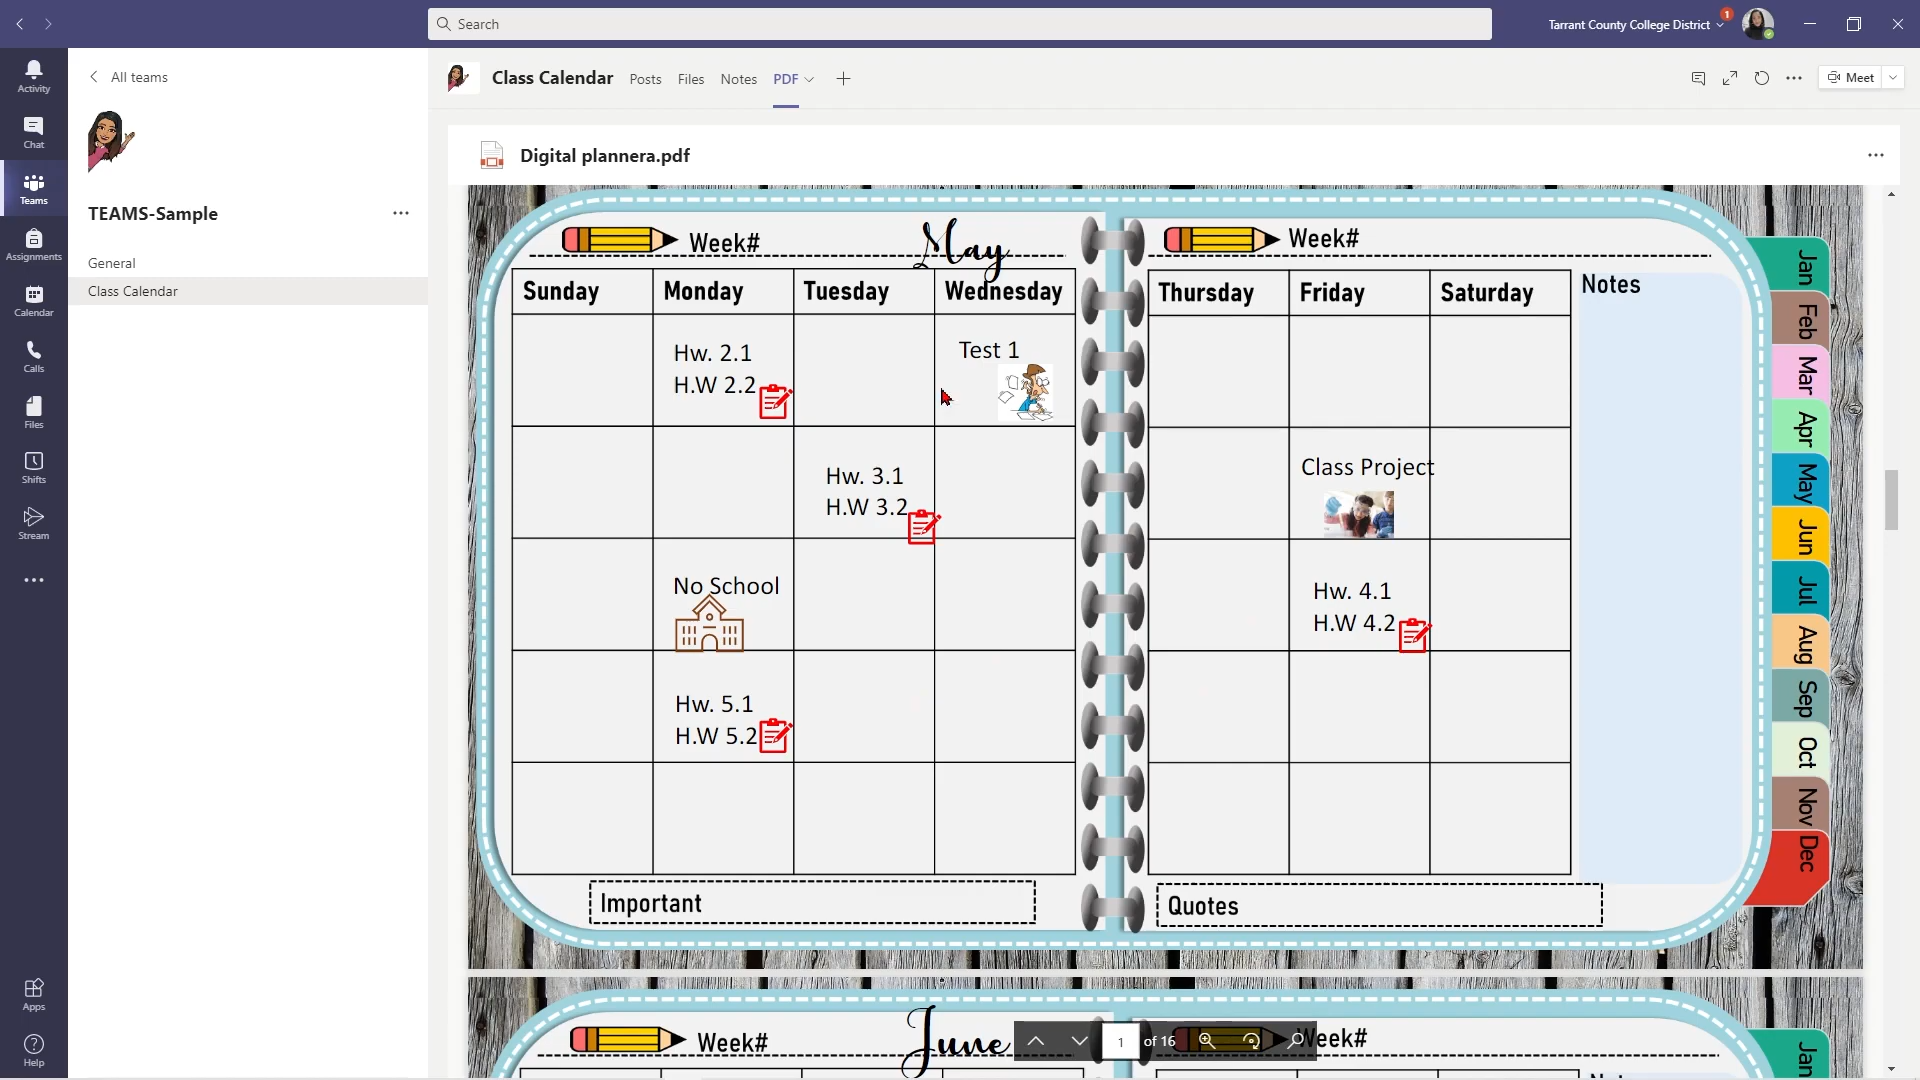 Search
Tarrant County College District
1
Activity
Chat
Teams
Assignments
Calendar
Calls
Files
Shifts
Stream
Apps
Help
All teams
TEAMS-Sample
General
Class Calendar
Class Calendar
Posts
Files
Notes
PDF
Meet
Digital plannera.pdf
Week#
May
Week#
Sunday
Monday
Tuesday
Wednesday
Thursday
Friday
Saturday
Notes
Hw. 2.1
H.W 2.2
Test 1
Hw. 3.1
H.W 3.2
Class Project
No School
Hw. 4.1
H.W 4.2
Hw. 5.1
H.W 5.2
Important
Quotes
Jan
Feb
Mar
Apr
May
Jun
Jul
Aug
Sep
Oct
Nov
Dec
Week#
June
1 of 16
Week#
Jan